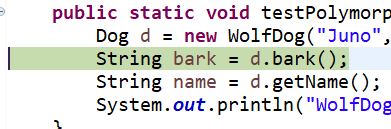 public static void testPolymorp
Dog d = new WolfDog("Juno",
String bark = d.bark();
String name = d.getName();
System.out.println("WolfDog
}